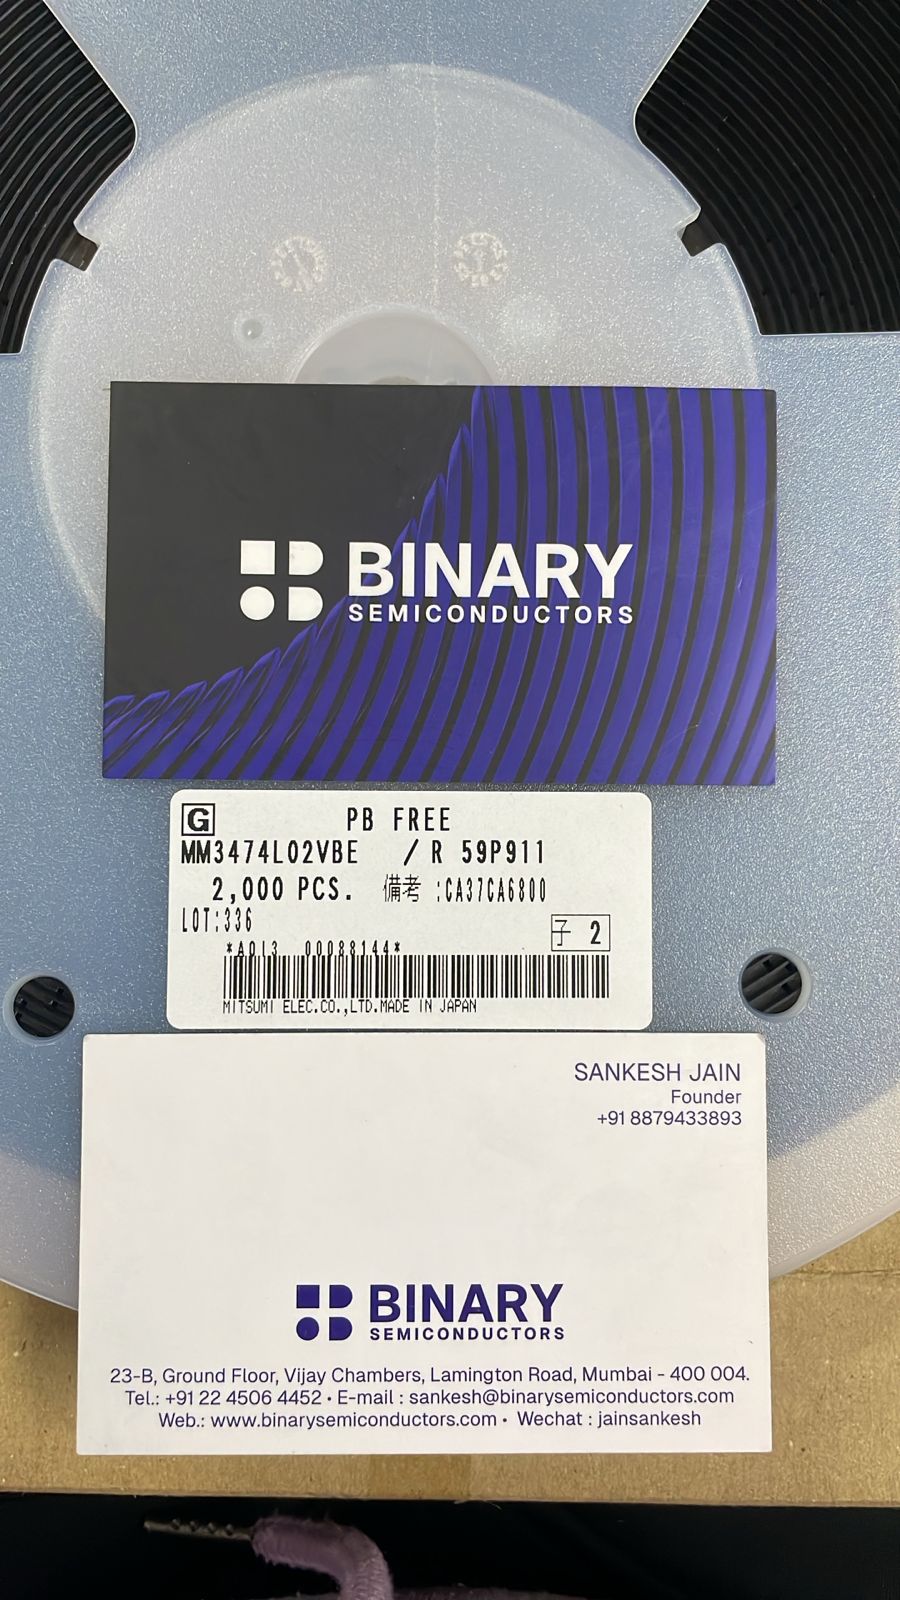 BINARY
SEMICONDUCTORS
G PB FREE
MM3474L02VBE / R 59P911
2,000 PCS. 備考 :CA37CA6800
LOT:336
子 2
*A0I3 00088144*
MITSUMI ELEC.CO.,LTD.MADE IN JAPAN
SANKESH JAIN
Founder
+91 8879433893
BINARY
SEMICONDUCTORS
23-B, Ground Floor, Vijay Chambers, Lamington Road, Mumbai - 400 004.
Tel.: +91 22 4506 4452 • E-mail : sankesh@binarysemiconductors.com
Web.: www.binarysemiconductors.com • Wechat : jainsankesh